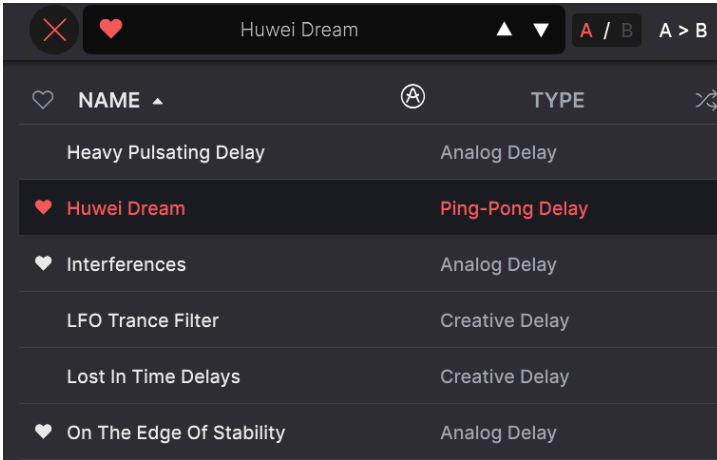 Huwei Dream A / B A > B
NAME TYPE
Heavy Pulsating Delay Analog Delay
Huwei Dream Ping-Pong Delay
Interferences Analog Delay
LFO Trance Filter Creative Delay
Lost In Time Delays Creative Delay
On The Edge Of Stability Analog Delay